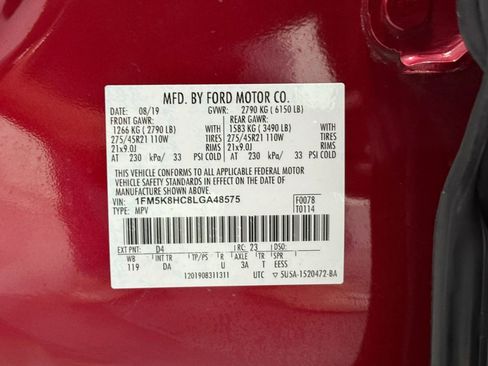 MFD. BY FORD MOTOR CO.
DATE: 08/19 GVWR: 2790 KG ( 6150 LB)
FRONT GAWR: REAR GAWR:
1266 KG ( 2790 LB) WITH 1583 KG ( 3490 LB) WITH
275/45R21 110W TIRES 275/45R21 110W TIRES
21x9.0J RIMS 21x9.0J RIMS
AT 230 kPa/ 33 PSI COLD AT 230 kPa/ 33 PSI COLD
THIS VEHICLE CONFORMS TO ALL APPLICABLE FEDERAL MOTOR
VEHICLE SAFETY AND BUMPER STANDARDS IN EFFECT ON THE DATE OF
MANUFACTURE SHOWN ABOVE.
VIN: 1FM5K8HC8LGA48575 F0078
TYPE: MPV T0114
EXT PNT: D4 RC: 23 DSO:
WB INT TR TP/PS R AXLE TR SPR
119 DA U 3A T EESS
1201908311311 UTC 5U5A-1520472-BA